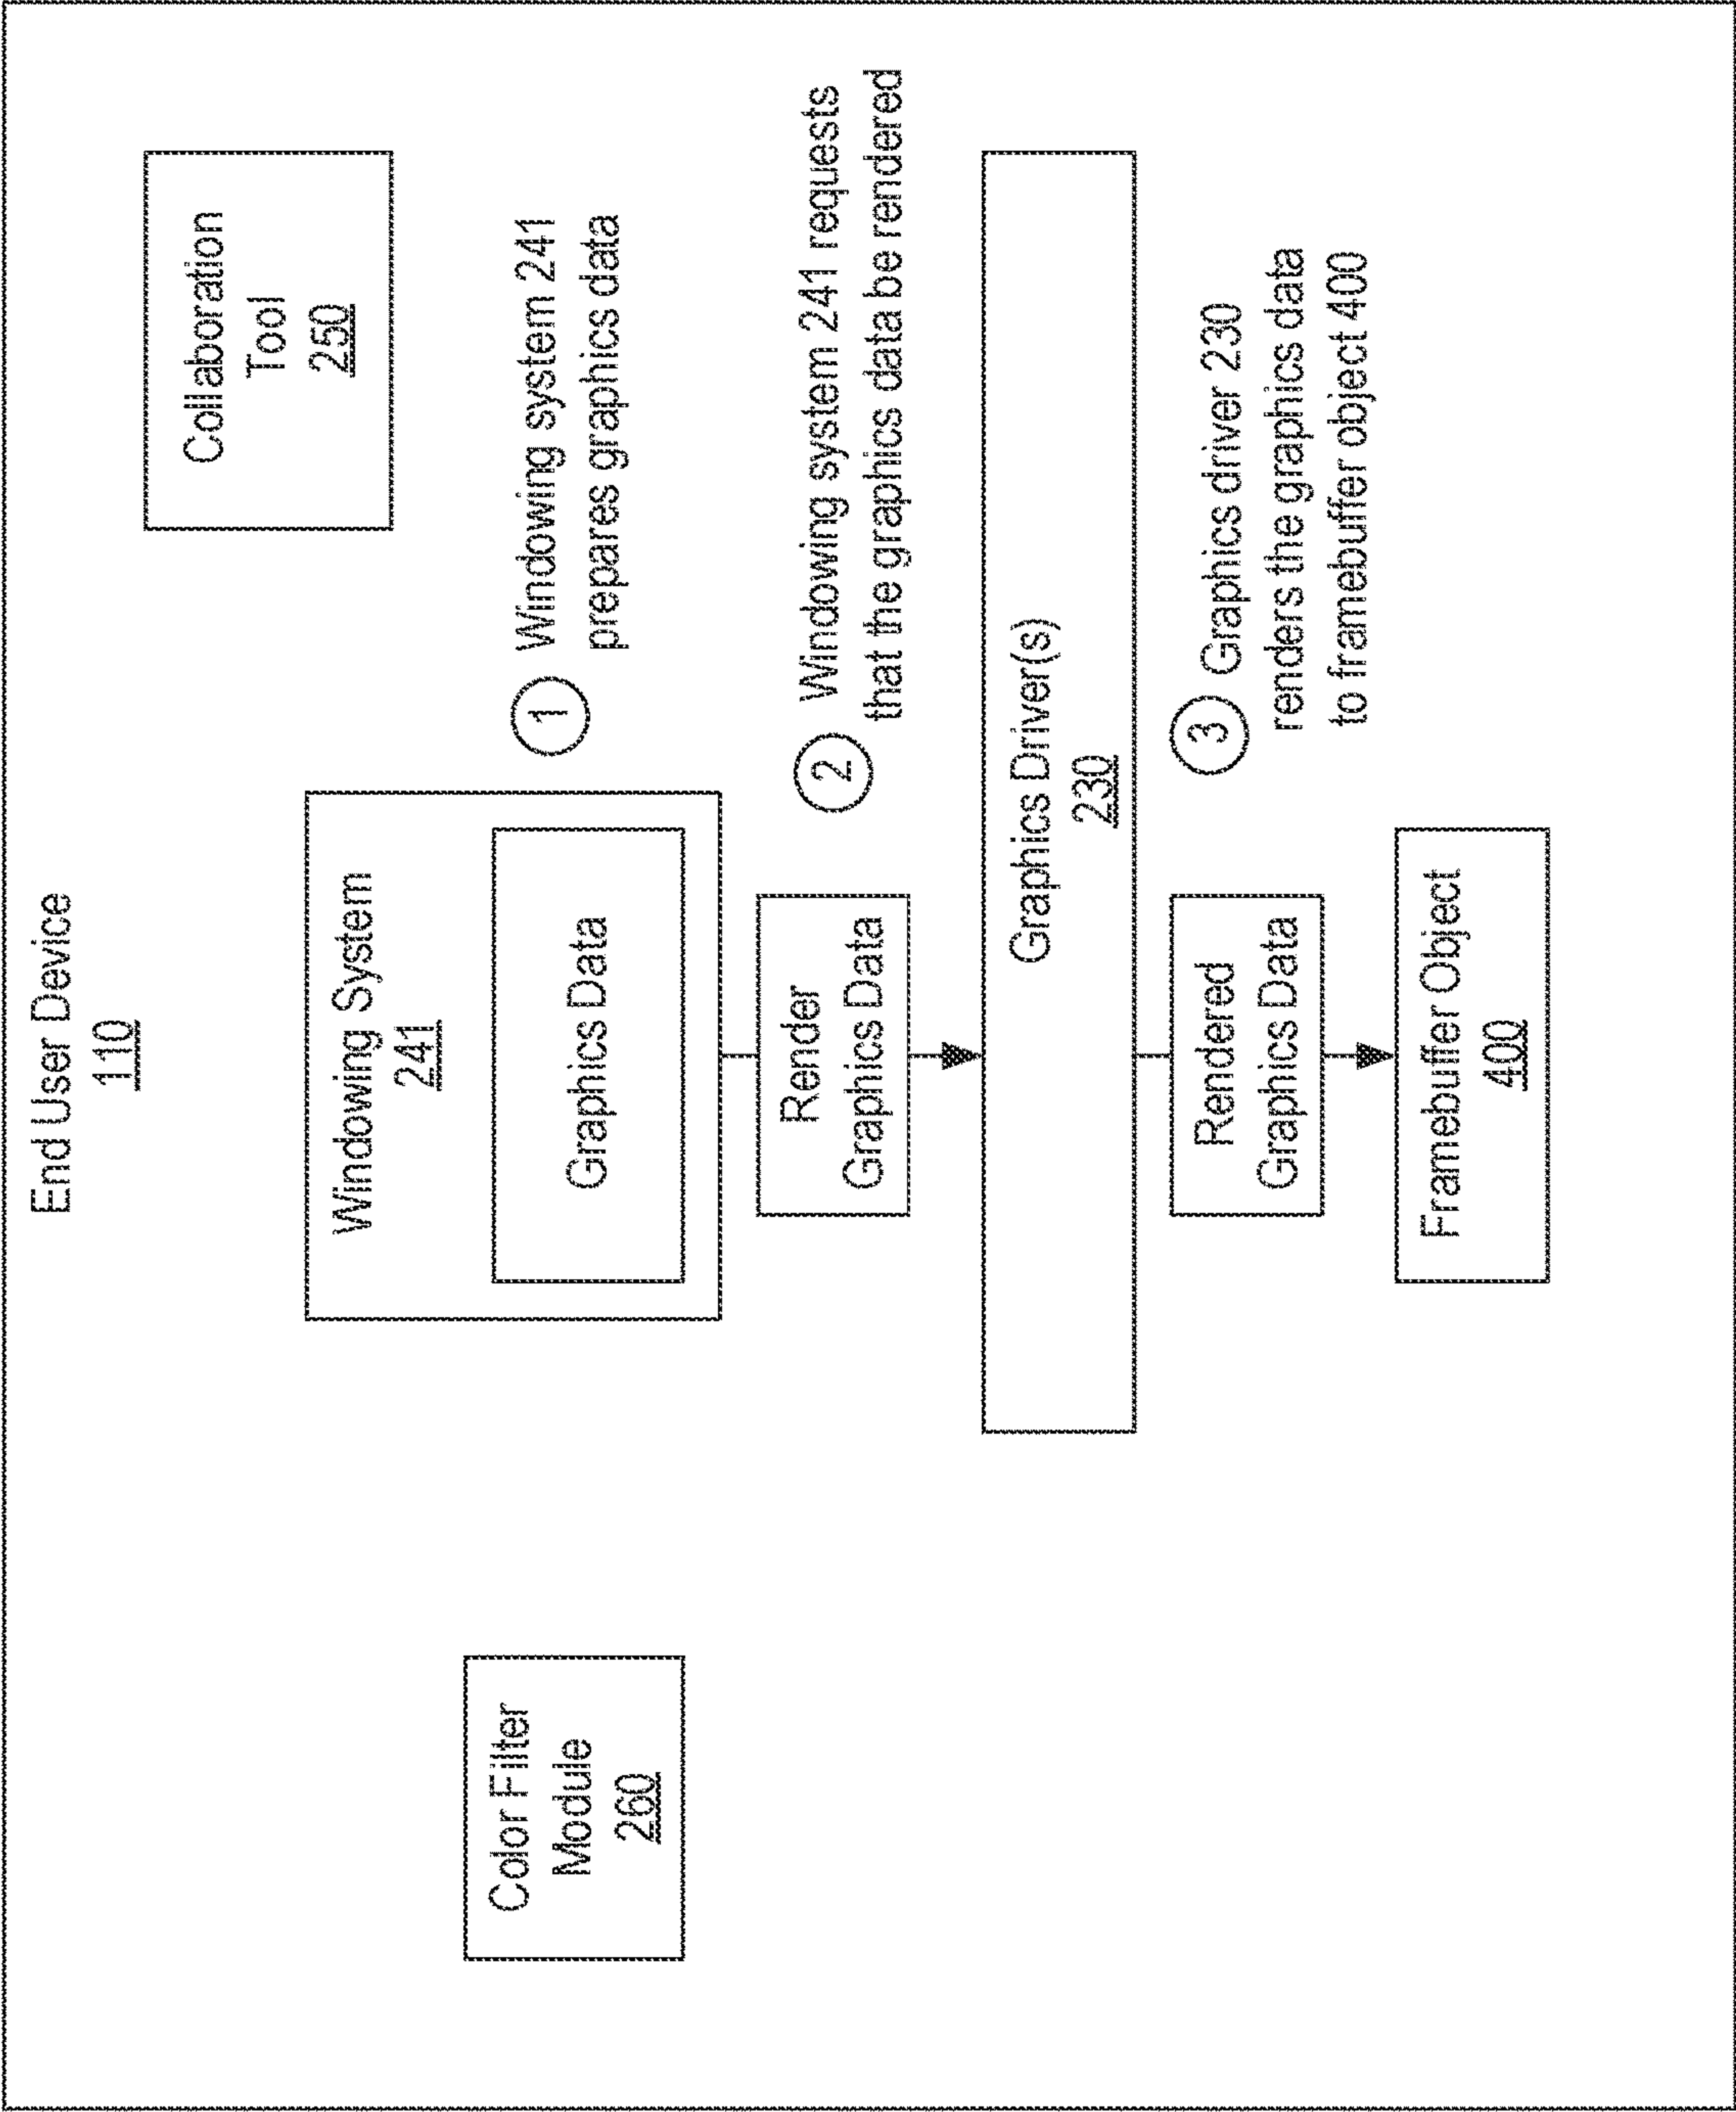 End User Device
110
Collaboration
Tool
250
Windowing System
241
Graphics Data
1
Windowing system 241
prepares graphics data
Color Filter
Module
260
Render
Graphics Data
2
Windowing system 241 requests
that the graphics data be rendered
Graphics Driver(s)
230
Rendered
Graphics Data
3
Graphics driver 230
renders the graphics data
to framebuffer object 400
Framebuffer Object
400